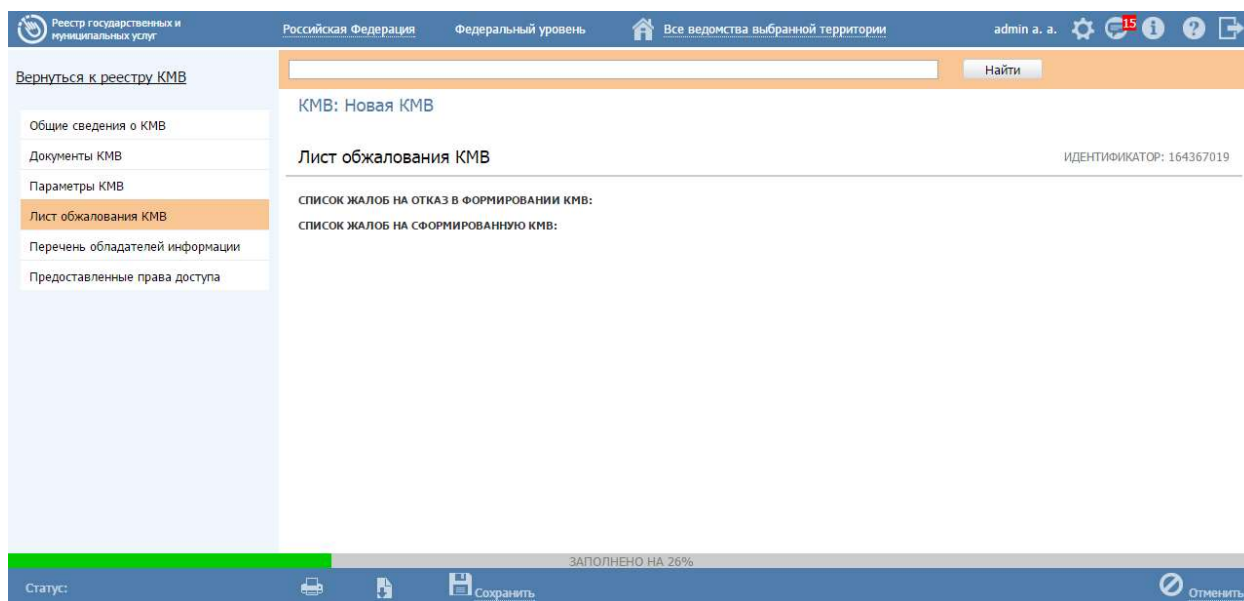 Реестр государственных и
муниципальных услуг
Российская Федерация
Федеральный уровень
Все ведомства выбранной территории
admin a. a.
15
Вернуться к реестру КМВ
Найти
КМВ: Новая КМВ
Общие сведения о КМВ
Документы КМВ
Лист обжалования КМВ
ИДЕНТИФИКАТОР: 164367019
Параметры КМВ
СПИСОК ЖАЛОБ НА ОТКАЗ В ФОРМИРОВАНИИ КМВ:
Лист обжалования КМВ
СПИСОК ЖАЛОБ НА СФОРМИРОВАННУЮ КМВ:
Перечень обладателей информации
Предоставленные права доступа
ЗАПОЛНЕНО НА 26%
Статус:
Сохранить
Отменить